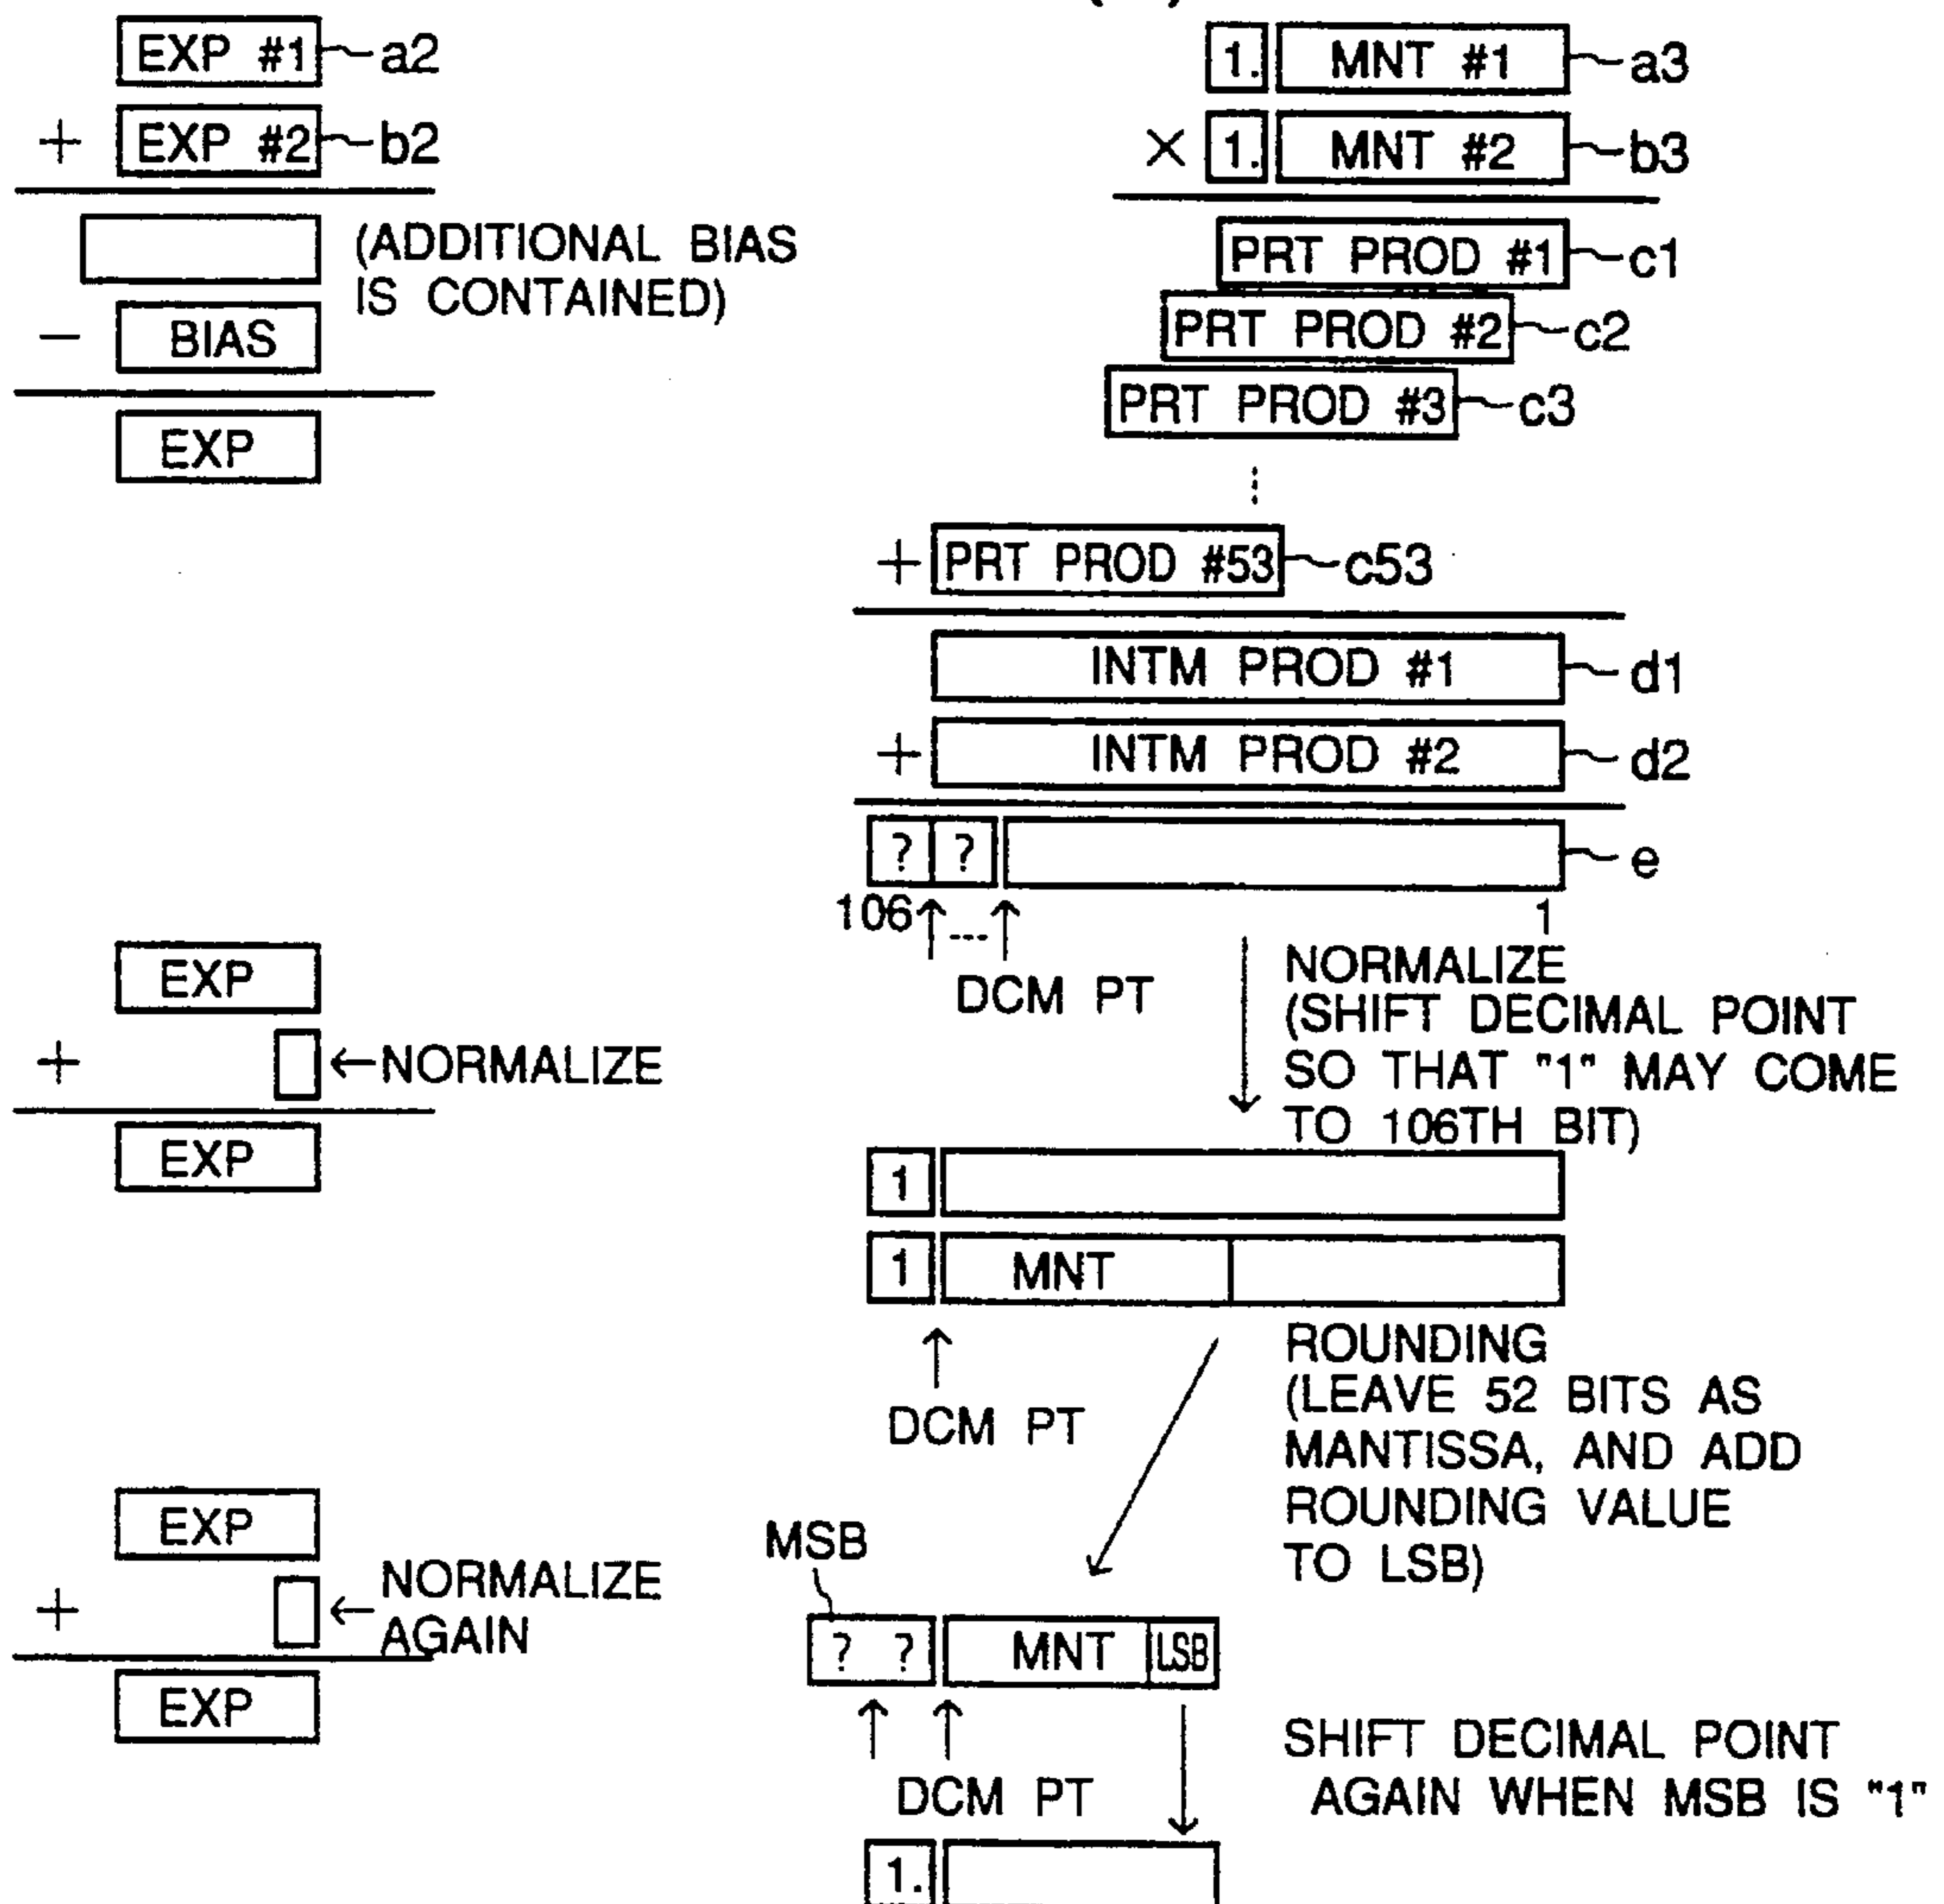 EXP #1 a2
+ EXP #2 b2
(ADDITIONAL BIAS
IS CONTAINED)
− BIAS
EXP
1. MNT #1 a3
× 1. MNT #2 b3
PRT PROD #1 c1
PRT PROD #2 c2
PRT PROD #3 c3
+ PRT PROD #53 c53
INTM PROD #1 d1
+ INTM PROD #2 d2
? ? e
106 1
DCM PT
NORMALIZE
(SHIFT DECIMAL POINT
SO THAT "1" MAY COME
TO 106TH BIT)
EXP
+ ←NORMALIZE
EXP
1
1 MNT
DCM PT
ROUNDING
(LEAVE 52 BITS AS
MANTISSA, AND ADD
ROUNDING VALUE
TO LSB)
EXP
+ ← NORMALIZE
AGAIN
EXP
MSB
? ? MNT LSB
DCM PT
SHIFT DECIMAL POINT
AGAIN WHEN MSB IS "1"
1.